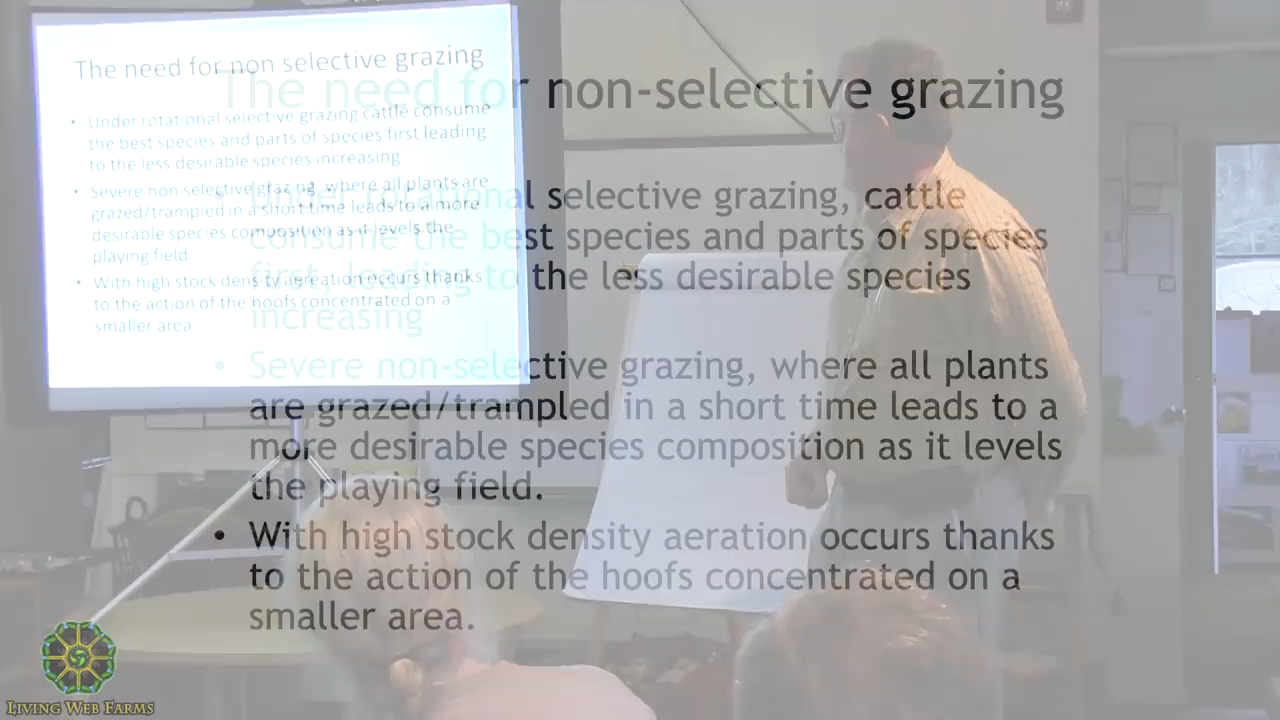 The need for non selective grazing
• Under rotational selective grazing cattle consume
the best species and parts of species first leading
to the less desirable species increasing
• Severe non selective grazing, where all plants are
grazed/trampled in a short time leads to a more
desirable species composition as it levels the
playing field
• With high stock density aeration occurs thanks
to the action of the hoofs concentrated on a
smaller area
The need for non-selective grazing
• Under rotational selective grazing, cattle
consume the best species and parts of species
first, leading to the less desirable species
increasing
• Severe non-selective grazing, where all plants
are grazed/trampled in a short time leads to a
more desirable species composition as it levels
the playing field.
• With high stock density aeration occurs thanks
to the action of the hoofs concentrated on a
smaller area.
LIVING WEB FARMS